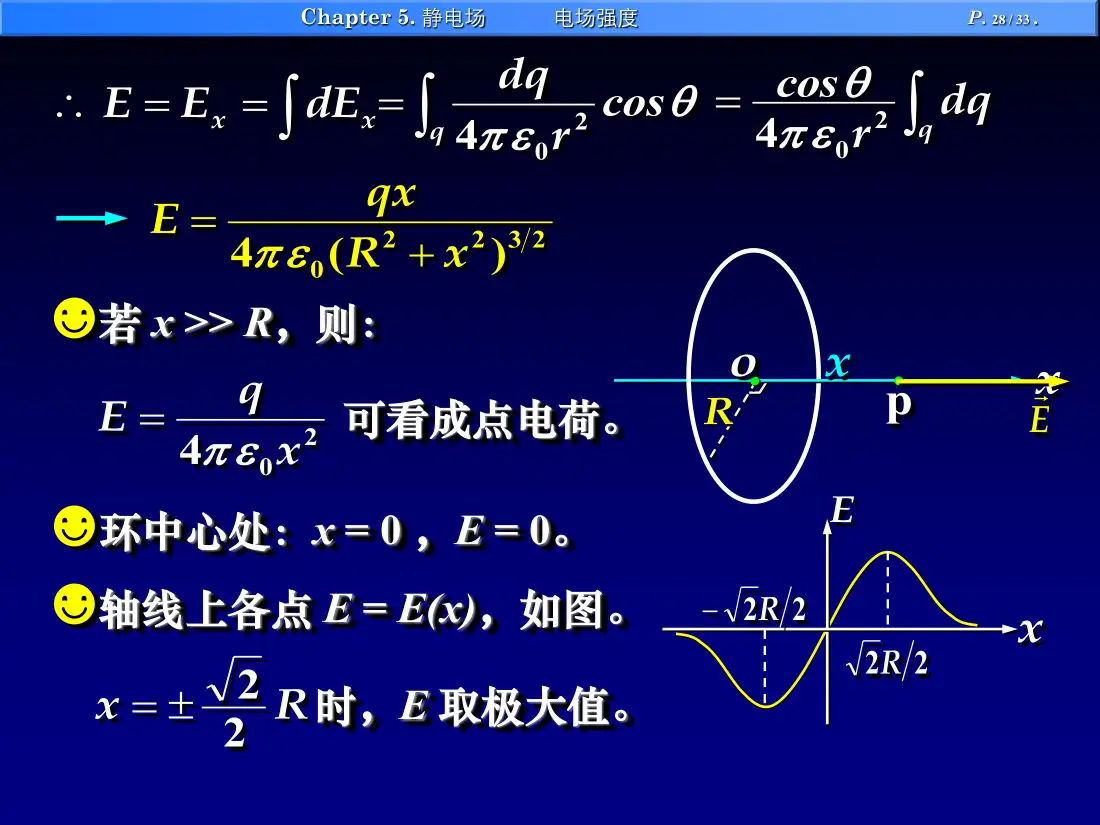 Chapter 5. 静电场 电场强度 P. 28 / 33 .
∴ E = Eₓ = ∫ dEₓ = ∫_q dq / 4πε₀r² cosθ = cosθ / 4πε₀r² ∫_q dq
E = qx / 4πε₀(R² + x²)^3/2
若 x >> R，则：
E = q / 4πε₀x² 可看成点电荷。
环中心处：x = 0 ，E = 0。
轴线上各点 E = E(x)，如图。
x = ± √2 / 2 R 时，E 取极大值。
o
x
x
R
p
E⃗
E
− √2R/2
√2R/2
x